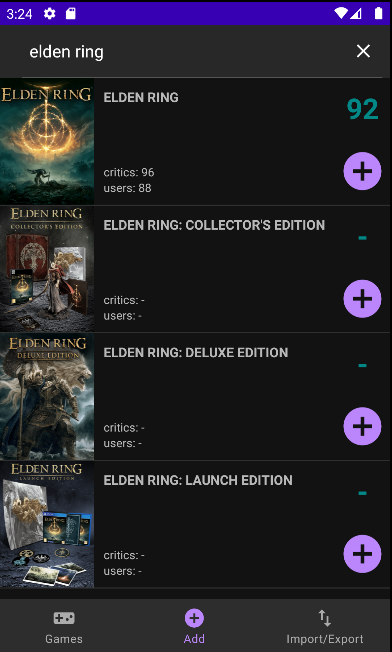 3:24
elden ring
ELDEN RING
ELDEN RING
92
critics: 96
users: 88
ELDEN RING
COLLECTOR'S EDITION
ELDEN RING: COLLECTOR'S EDITION
-
critics: -
users: -
ELDEN RING
DELUXE EDITION
ELDEN RING: DELUXE EDITION
-
critics: -
users: -
ELDEN RING
LAUNCH EDITION
ELDEN RING: LAUNCH EDITION
-
critics: -
users: -
Games
Add
Import/Export